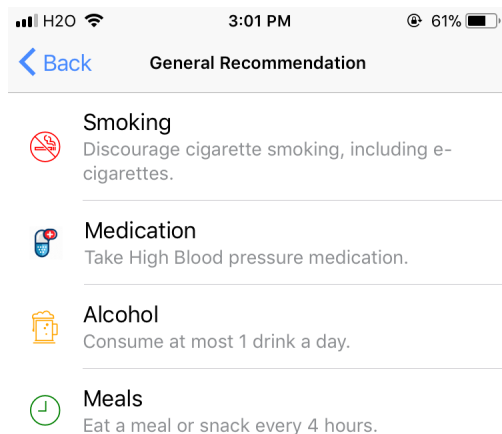 H2O 3:01 PM 61%
Back General Recommendation
Smoking
Discourage cigarette smoking, including e-
cigarettes.
Medication
Take High Blood pressure medication.
Alcohol
Consume at most 1 drink a day.
Meals
Eat a meal or snack every 4 hours.